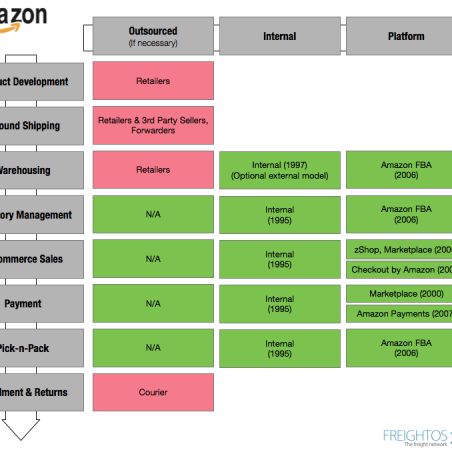 azon
Outsourced
(If necessary)
Internal
Platform
uct Development
Retailers
ound Shipping
Retailers & 3rd Party Sellers,
Forwarders
Warehousing
Retailers
Internal (1997)
(Optional external model)
Amazon FBA
(2006)
ory Management
N/A
Internal
(1995)
Amazon FBA
(2006)
ommerce Sales
N/A
Internal
(1995)
zShop, Marketplace (200
Checkout by Amazon (200
Payment
N/A
Internal
(1995)
Marketplace (2000)
Amazon Payments (2007
Pick-n-Pack
N/A
Internal
(1995)
Amazon FBA
(2006)
lment & Returns
Courier
FREIGHTOS
The freight network